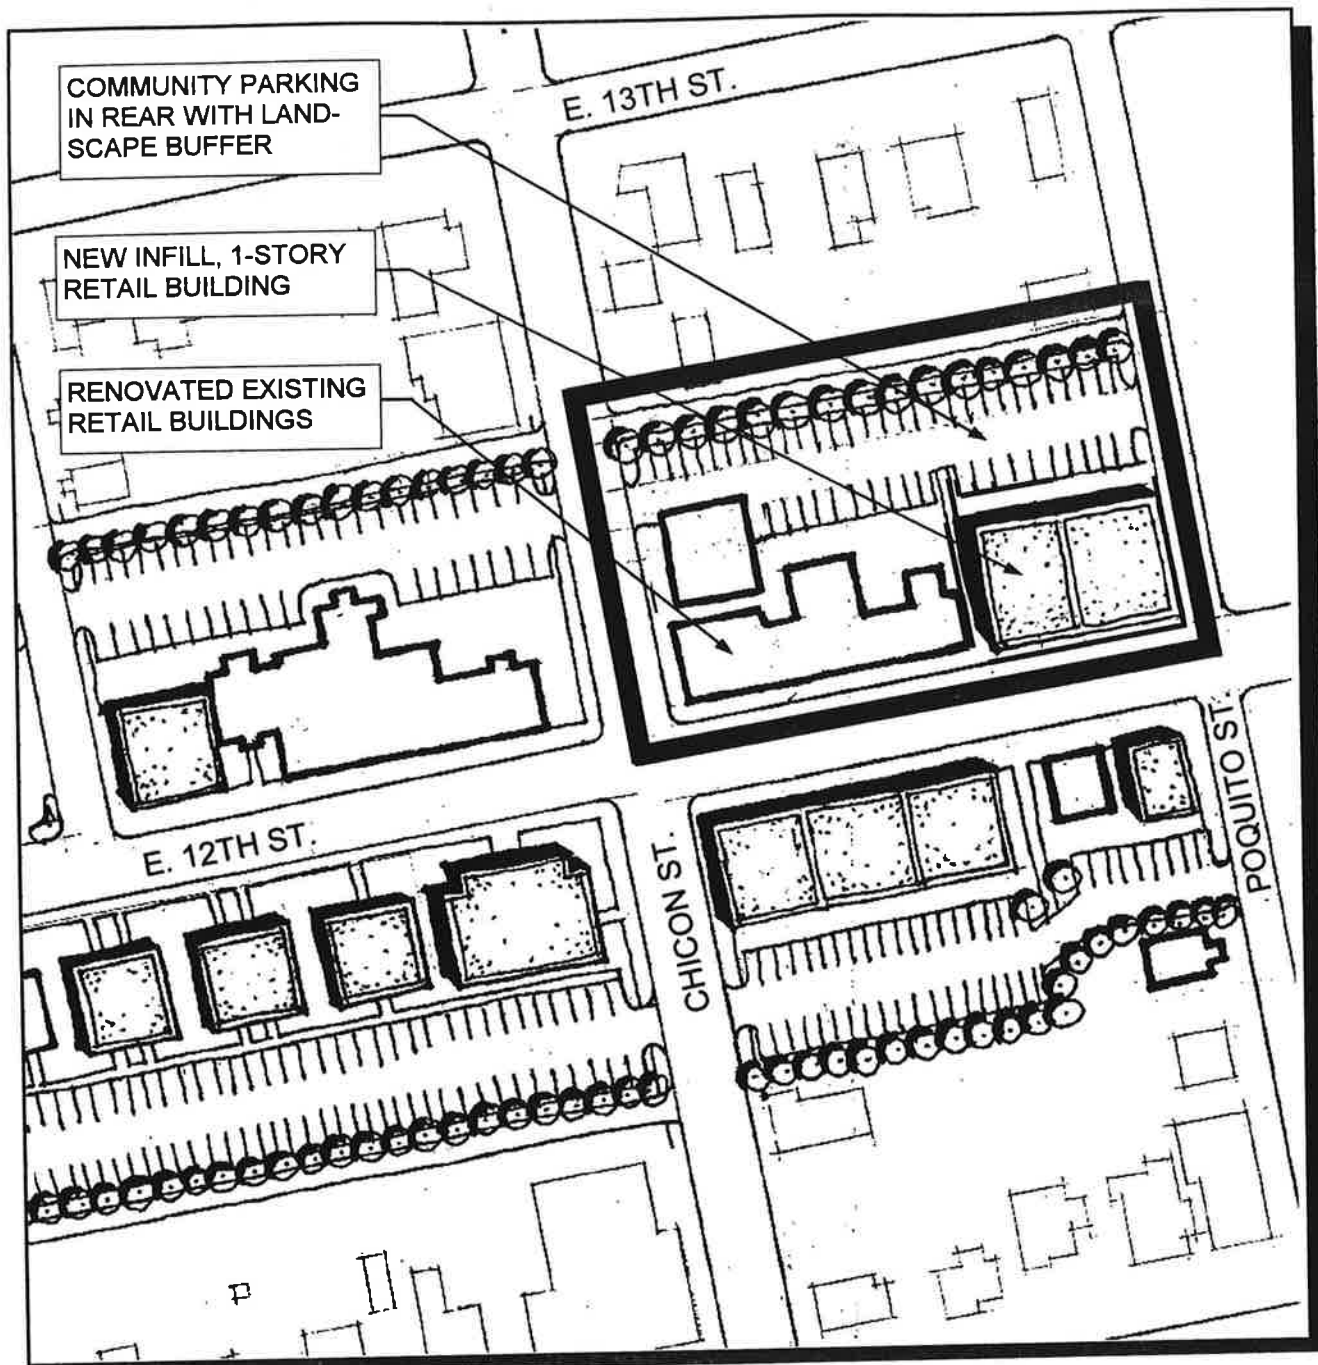 COMMUNITY PARKING
IN REAR WITH LAND-
SCAPE BUFFER
E. 13TH ST.
NEW INFILL, 1-STORY
RETAIL BUILDING
RENOVATED EXISTING
RETAIL BUILDINGS
E. 12TH ST.
CHICON ST.
POQUITO ST.